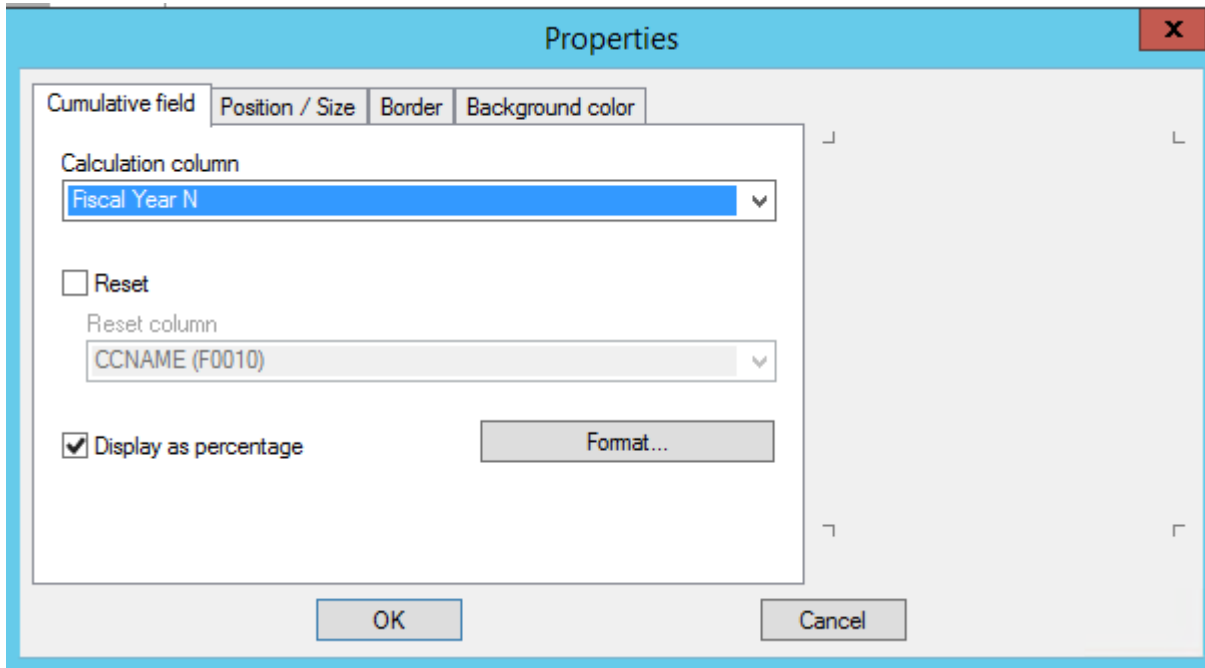 Properties
x
Cumulative field Position / Size Border Background color
Calculation column
Fiscal Year N
Reset
Reset column
CCNAME (F0010)
Display as percentage Format...
OK Cancel